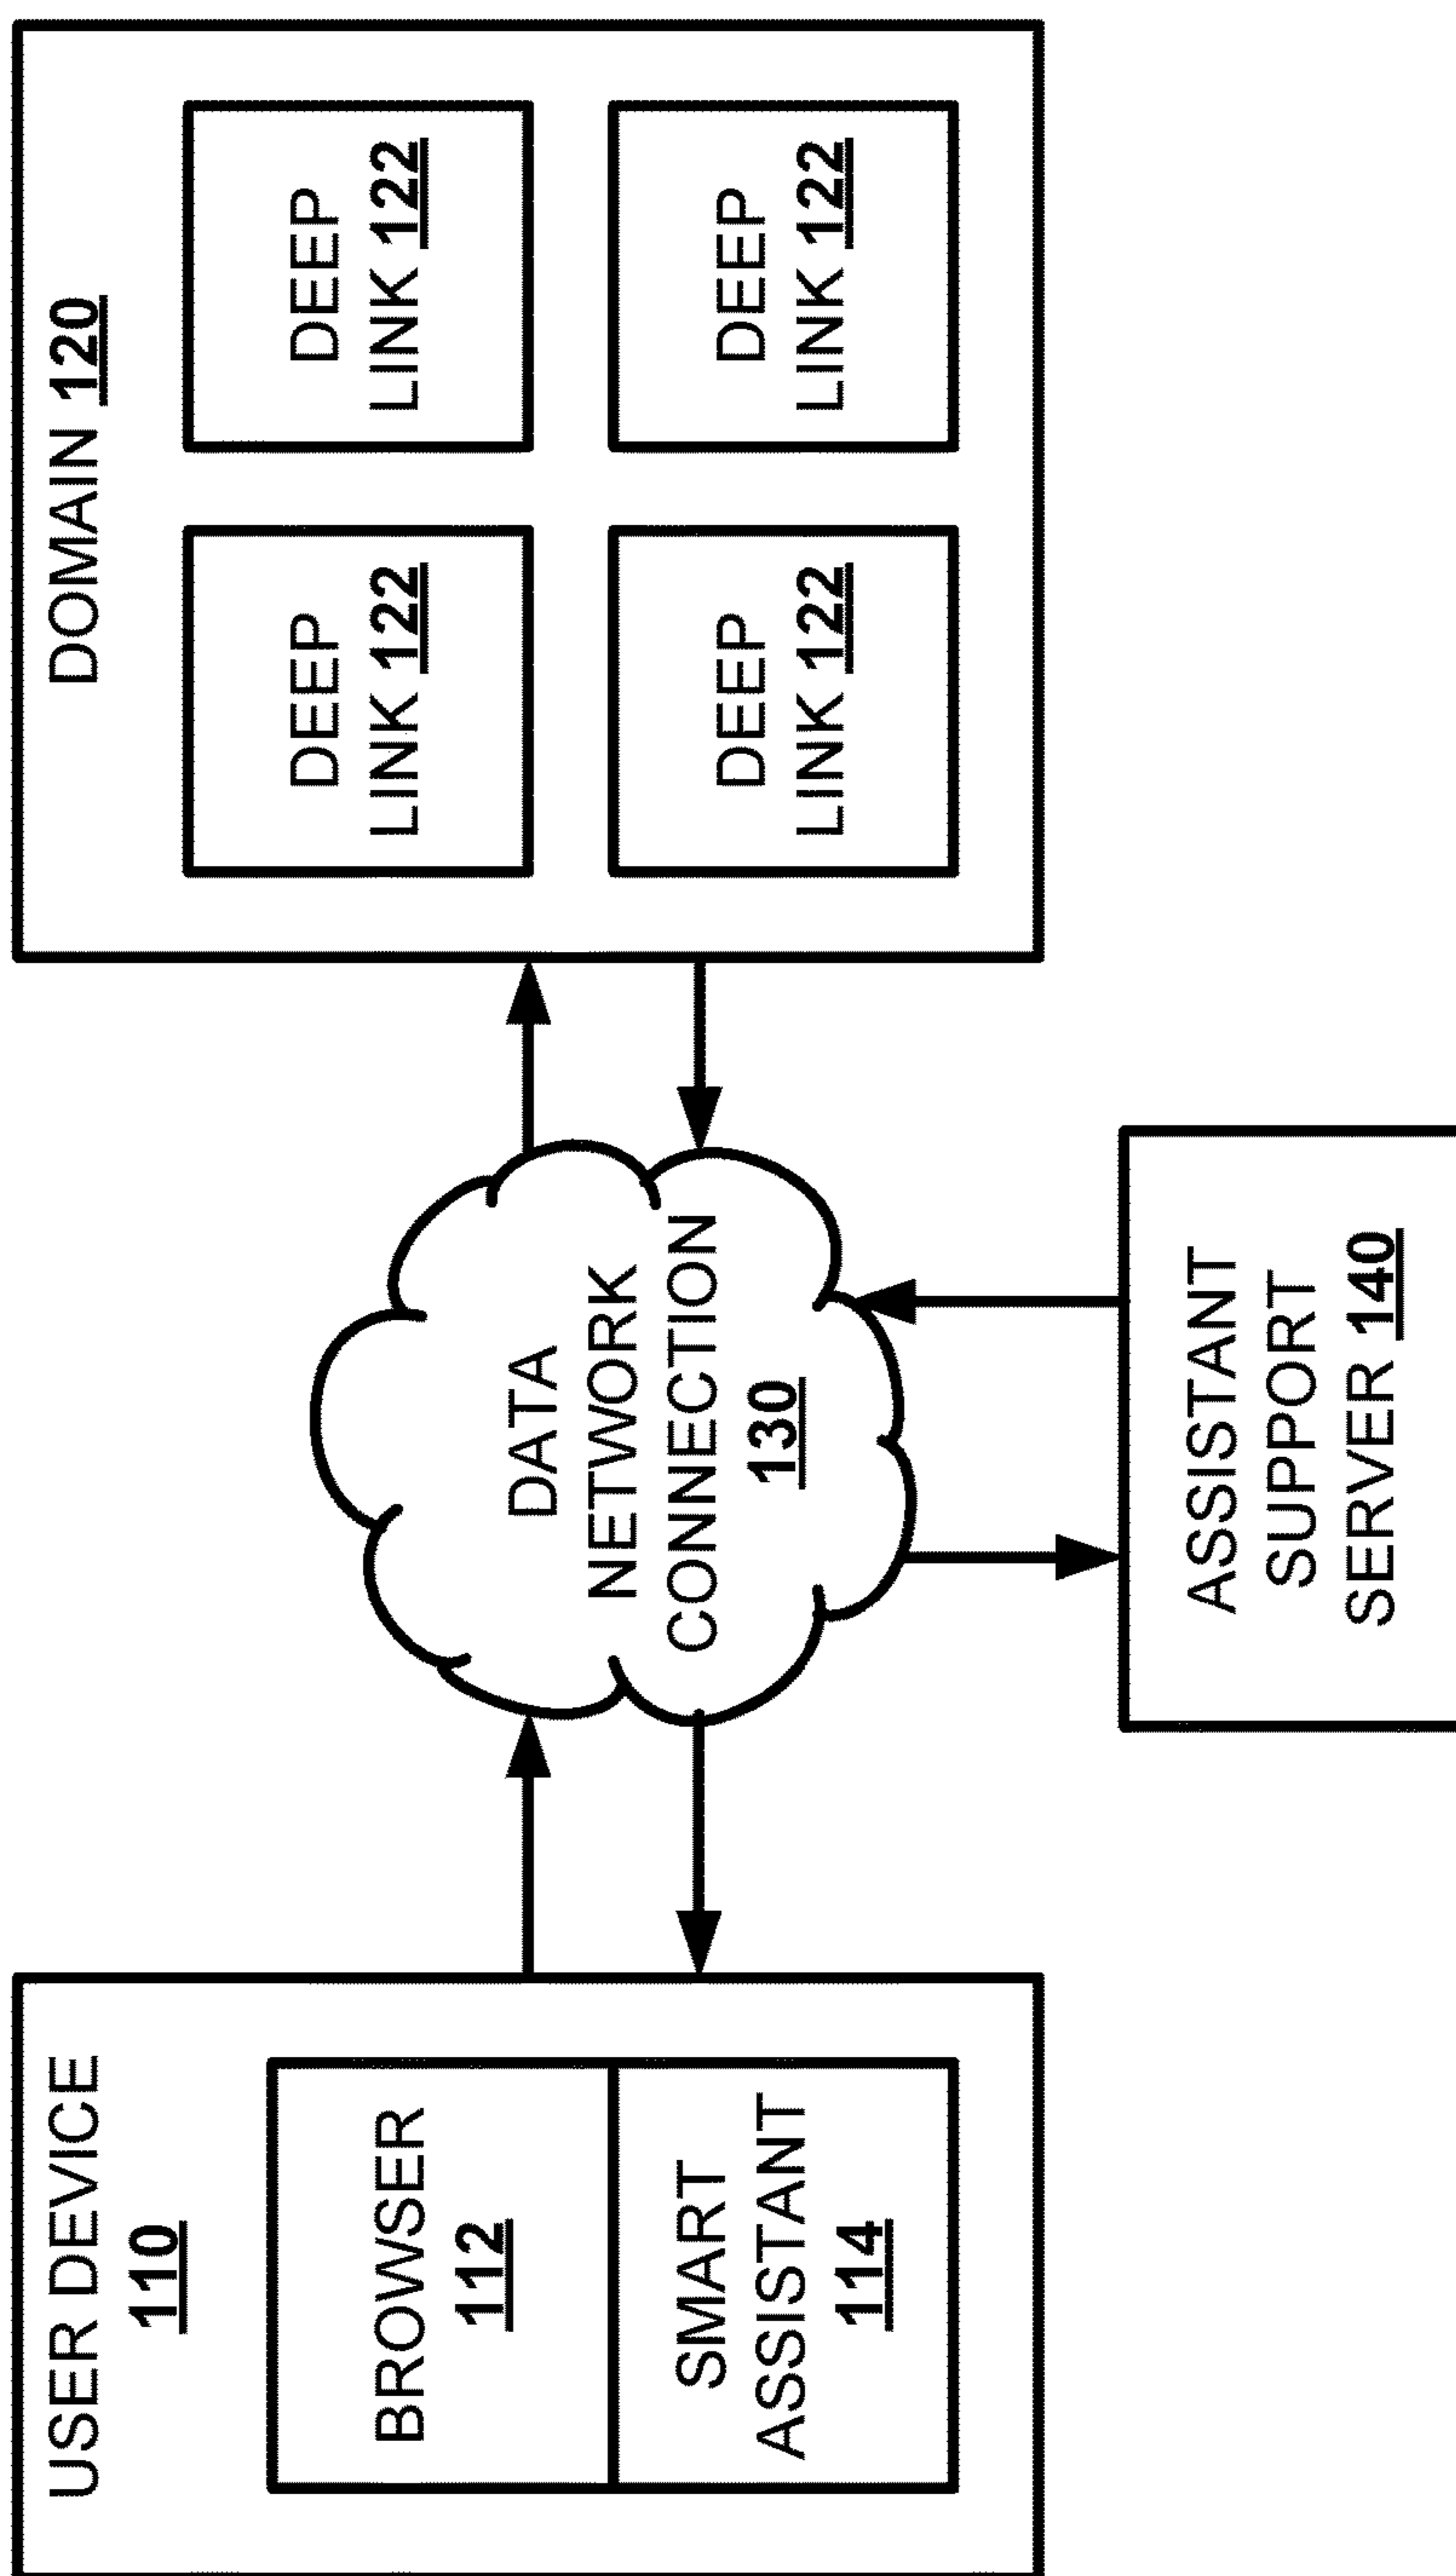 USER DEVICE
110
BROWSER
112
SMART
ASSISTANT
114
DATA
NETWORK
CONNECTION
130
ASSISTANT
SUPPORT
SERVER 140
DOMAIN 120
DEEP
LINK 122
DEEP
LINK 122
DEEP
LINK 122
DEEP
LINK 122